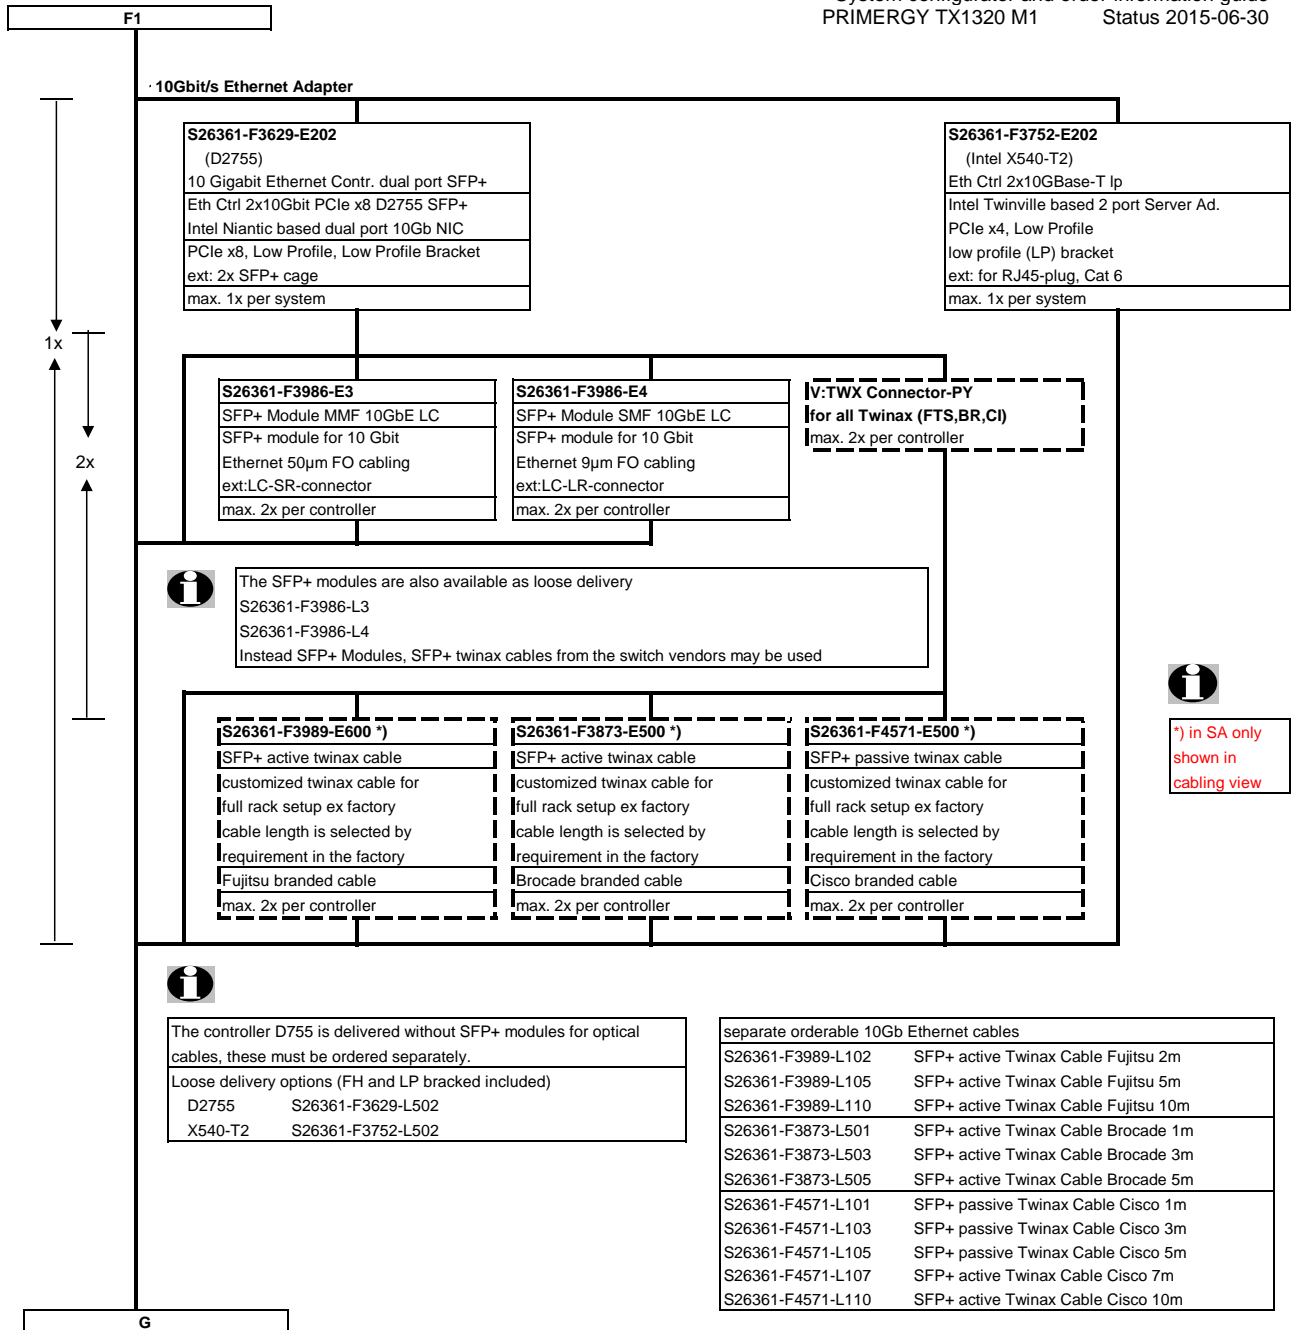 System configurator and order information guide
PRIMERGY TX1320 M1 Status 2015-06-30
F1
10Gbit/s Ethernet Adapter
S26361-F3629-E202
(D2755)
10 Gigabit Ethernet Contr. dual port SFP+
Eth Ctrl 2x10Gbit PCIe x8 D2755 SFP+
Intel Niantic based dual port 10Gb NIC
PCIe x8, Low Profile, Low Profile Bracket
ext: 2x SFP+ cage
max. 1x per system
S26361-F3752-E202
(Intel X540-T2)
Eth Ctrl 2x10GBase-T lp
Intel Twinville based 2 port Server Ad.
PCIe x4, Low Profile
low profile (LP) bracket
ext: for RJ45-plug, Cat 6
max. 1x per system
1x
2x
S26361-F3986-E3
SFP+ Module MMF 10GbE LC
SFP+ module for 10 Gbit
Ethernet 50µm FO cabling
ext:LC-SR-connector
max. 2x per controller
S26361-F3986-E4
SFP+ Module SMF 10GbE LC
SFP+ module for 10 Gbit
Ethernet 9µm FO cabling
ext:LC-LR-connector
max. 2x per controller
V:TWX Connector-PY
for all Twinax (FTS,BR,CI)
max. 2x per controller
The SFP+ modules are also available as loose delivery
S26361-F3986-L3
S26361-F3986-L4
Instead SFP+ Modules, SFP+ twinax cables from the switch vendors may be used
S26361-F3989-E600 *)
SFP+ active twinax cable
customized twinax cable for
full rack setup ex factory
cable length is selected by
requirement in the factory
Fujitsu branded cable
max. 2x per controller
S26361-F3873-E500 *)
SFP+ active twinax cable
customized twinax cable for
full rack setup ex factory
cable length is selected by
requirement in the factory
Brocade branded cable
max. 2x per controller
S26361-F4571-E500 *)
SFP+ passive twinax cable
customized twinax cable for
full rack setup ex factory
cable length is selected by
requirement in the factory
Cisco branded cable
max. 2x per controller
*) in SA only
shown in
cabling view
The controller D755 is delivered without SFP+ modules for optical
cables, these must be ordered separately.
Loose delivery options (FH and LP bracked included)
D2755 S26361-F3629-L502
X540-T2 S26361-F3752-L502
separate orderable 10Gb Ethernet cables
S26361-F3989-L102 SFP+ active Twinax Cable Fujitsu 2m
S26361-F3989-L105 SFP+ active Twinax Cable Fujitsu 5m
S26361-F3989-L110 SFP+ active Twinax Cable Fujitsu 10m
S26361-F3873-L501 SFP+ active Twinax Cable Brocade 1m
S26361-F3873-L503 SFP+ active Twinax Cable Brocade 3m
S26361-F3873-L505 SFP+ active Twinax Cable Brocade 5m
S26361-F4571-L101 SFP+ passive Twinax Cable Cisco 1m
S26361-F4571-L103 SFP+ passive Twinax Cable Cisco 3m
S26361-F4571-L105 SFP+ passive Twinax Cable Cisco 5m
S26361-F4571-L107 SFP+ active Twinax Cable Cisco 7m
S26361-F4571-L110 SFP+ active Twinax Cable Cisco 10m
G